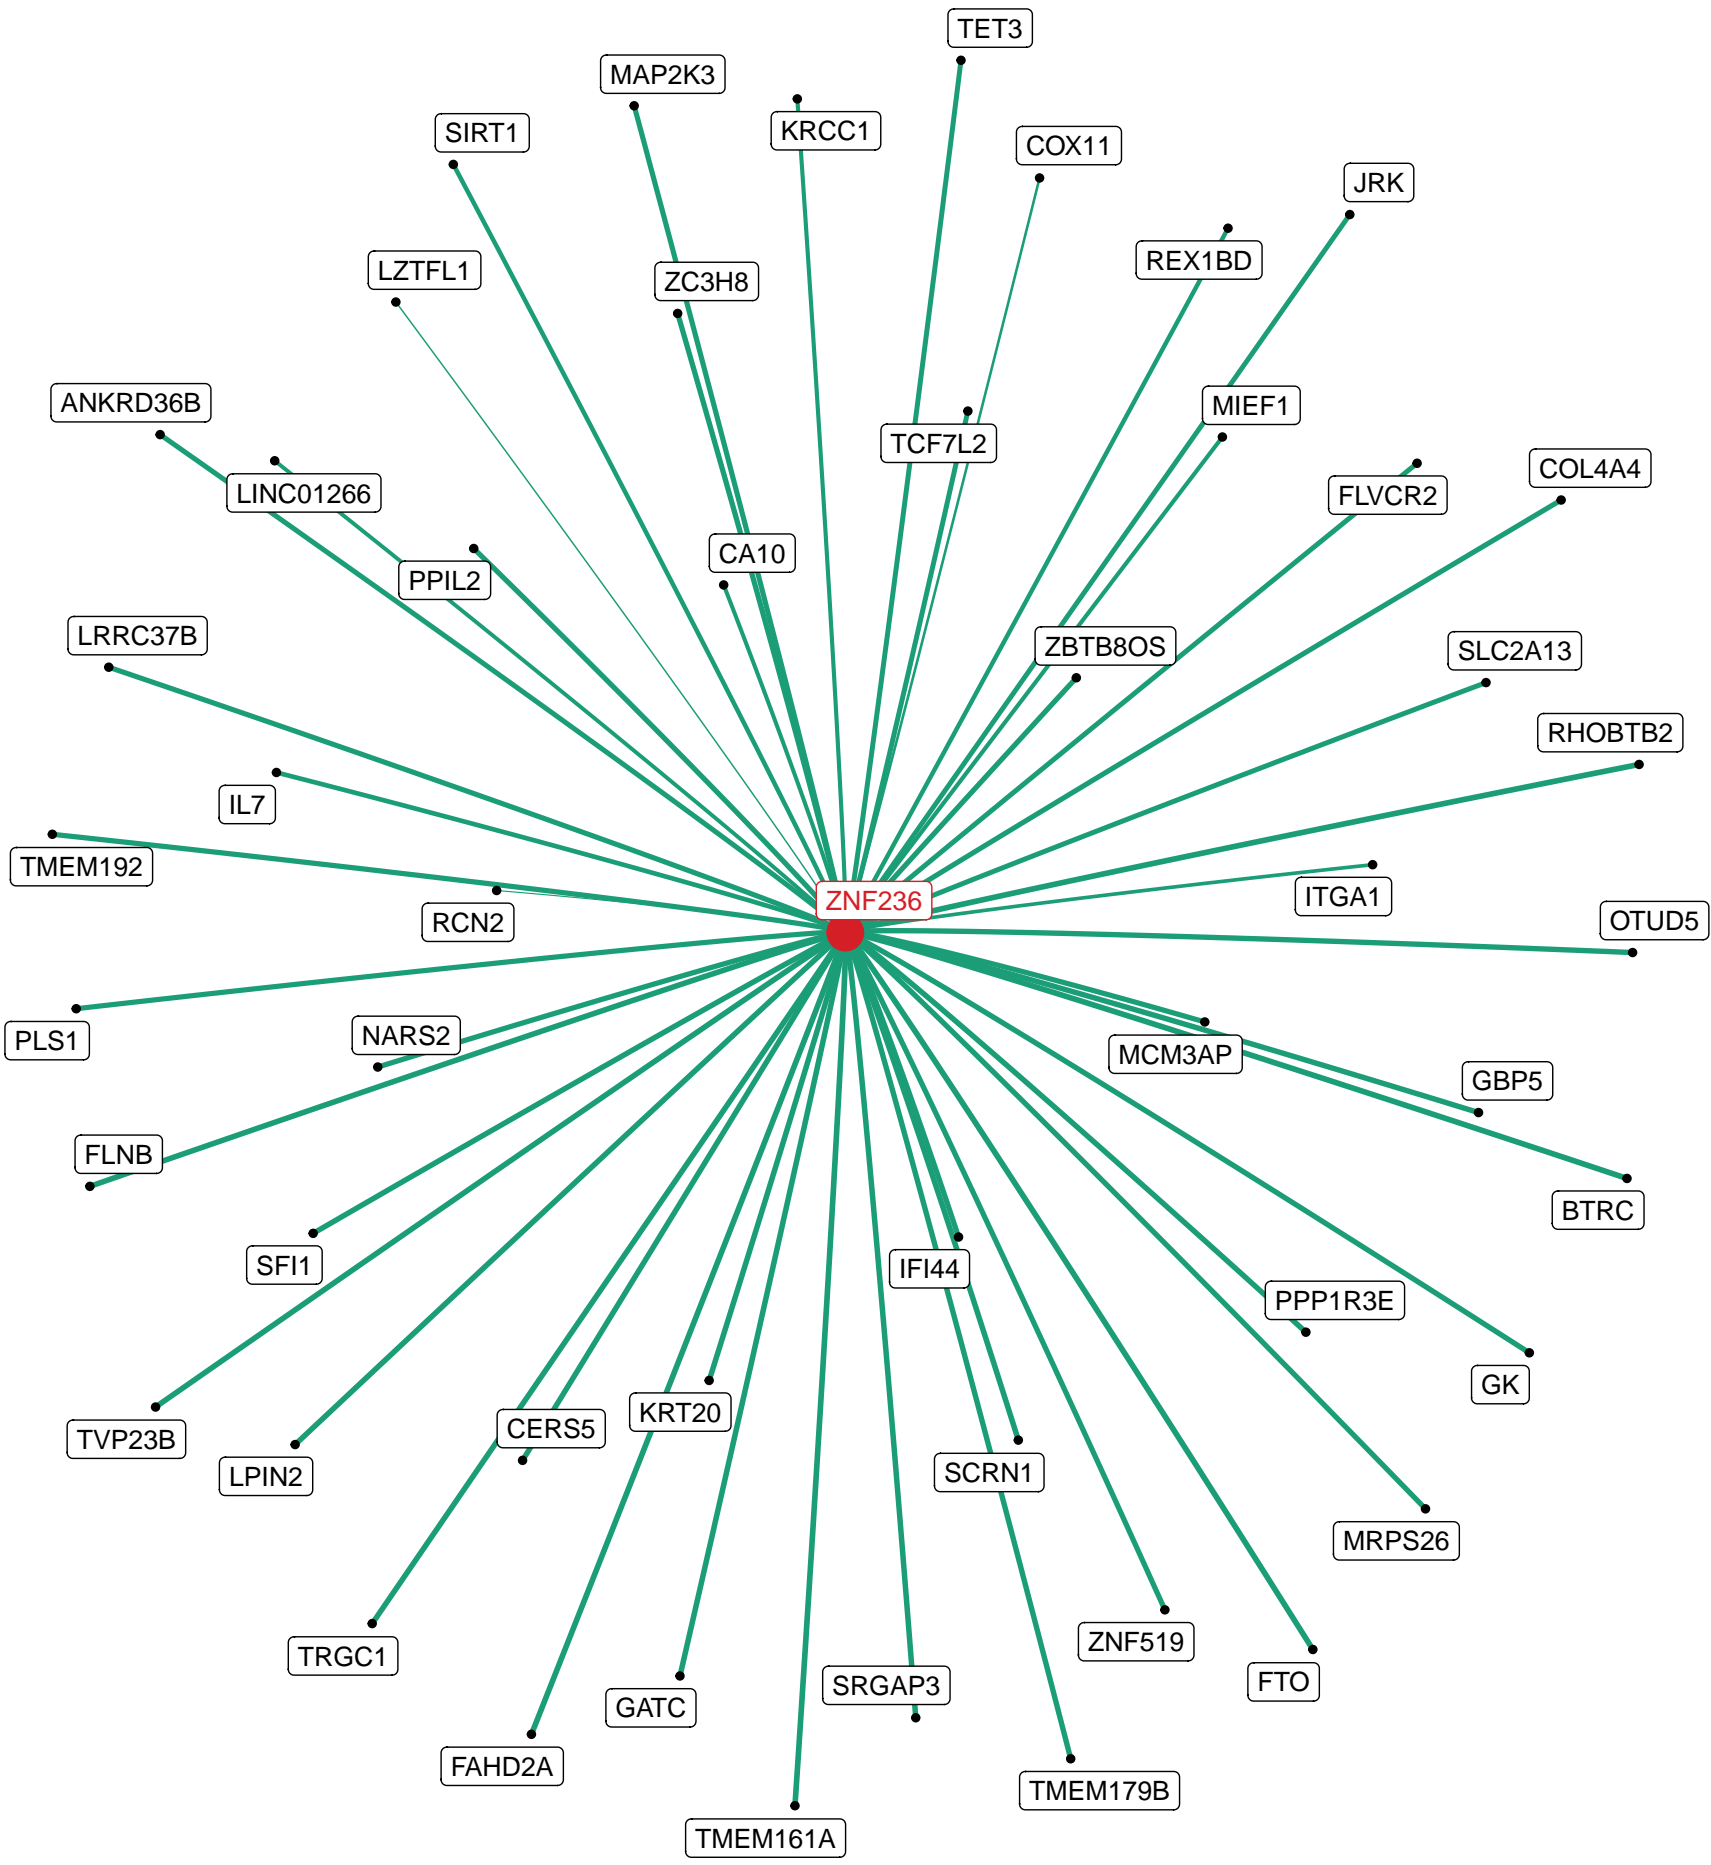 TET3
MAP2K3
KRCC1
SIRT1
COX11
JRK
REX1BD
LZTFL1
ZC3H8
ANKRD36B
MIEF1
TCF7L2
COL4A4
LINC01266
FLVCR2
CA10
PPIL2
LRRC37B
ZBTB8OS
SLC2A13
RHOBTB2
IL7
TMEM192
ITGA1
ZNF236
RCN2
OTUD5
PLS1
NARS2
MCM3AP
GBP5
FLNB
BTRC
SFI1
IFI44
PPP1R3E
GK
KRT20
CERS5
TVP23B
LPIN2
SCRN1
MRPS26
ZNF519
TRGC1
FTO
SRGAP3
GATC
FAHD2A
TMEM179B
TMEM161A